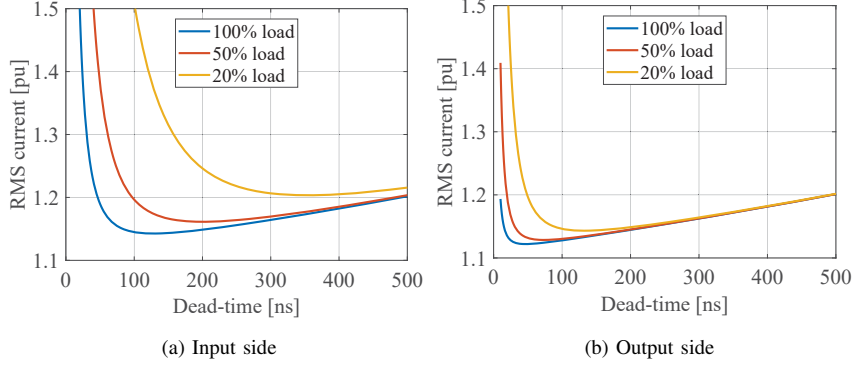 1.5
1.4
1.3
1.2
1.1
RMS current [pu]
100% load
50% load
20% load
0 100 200 300 400 500
Dead-time [ns]
(a) Input side
1.5
1.4
1.3
1.2
1.1
RMS current [pu]
100% load
50% load
20% load
0 100 200 300 400 500
Dead-time [ns]
(b) Output side